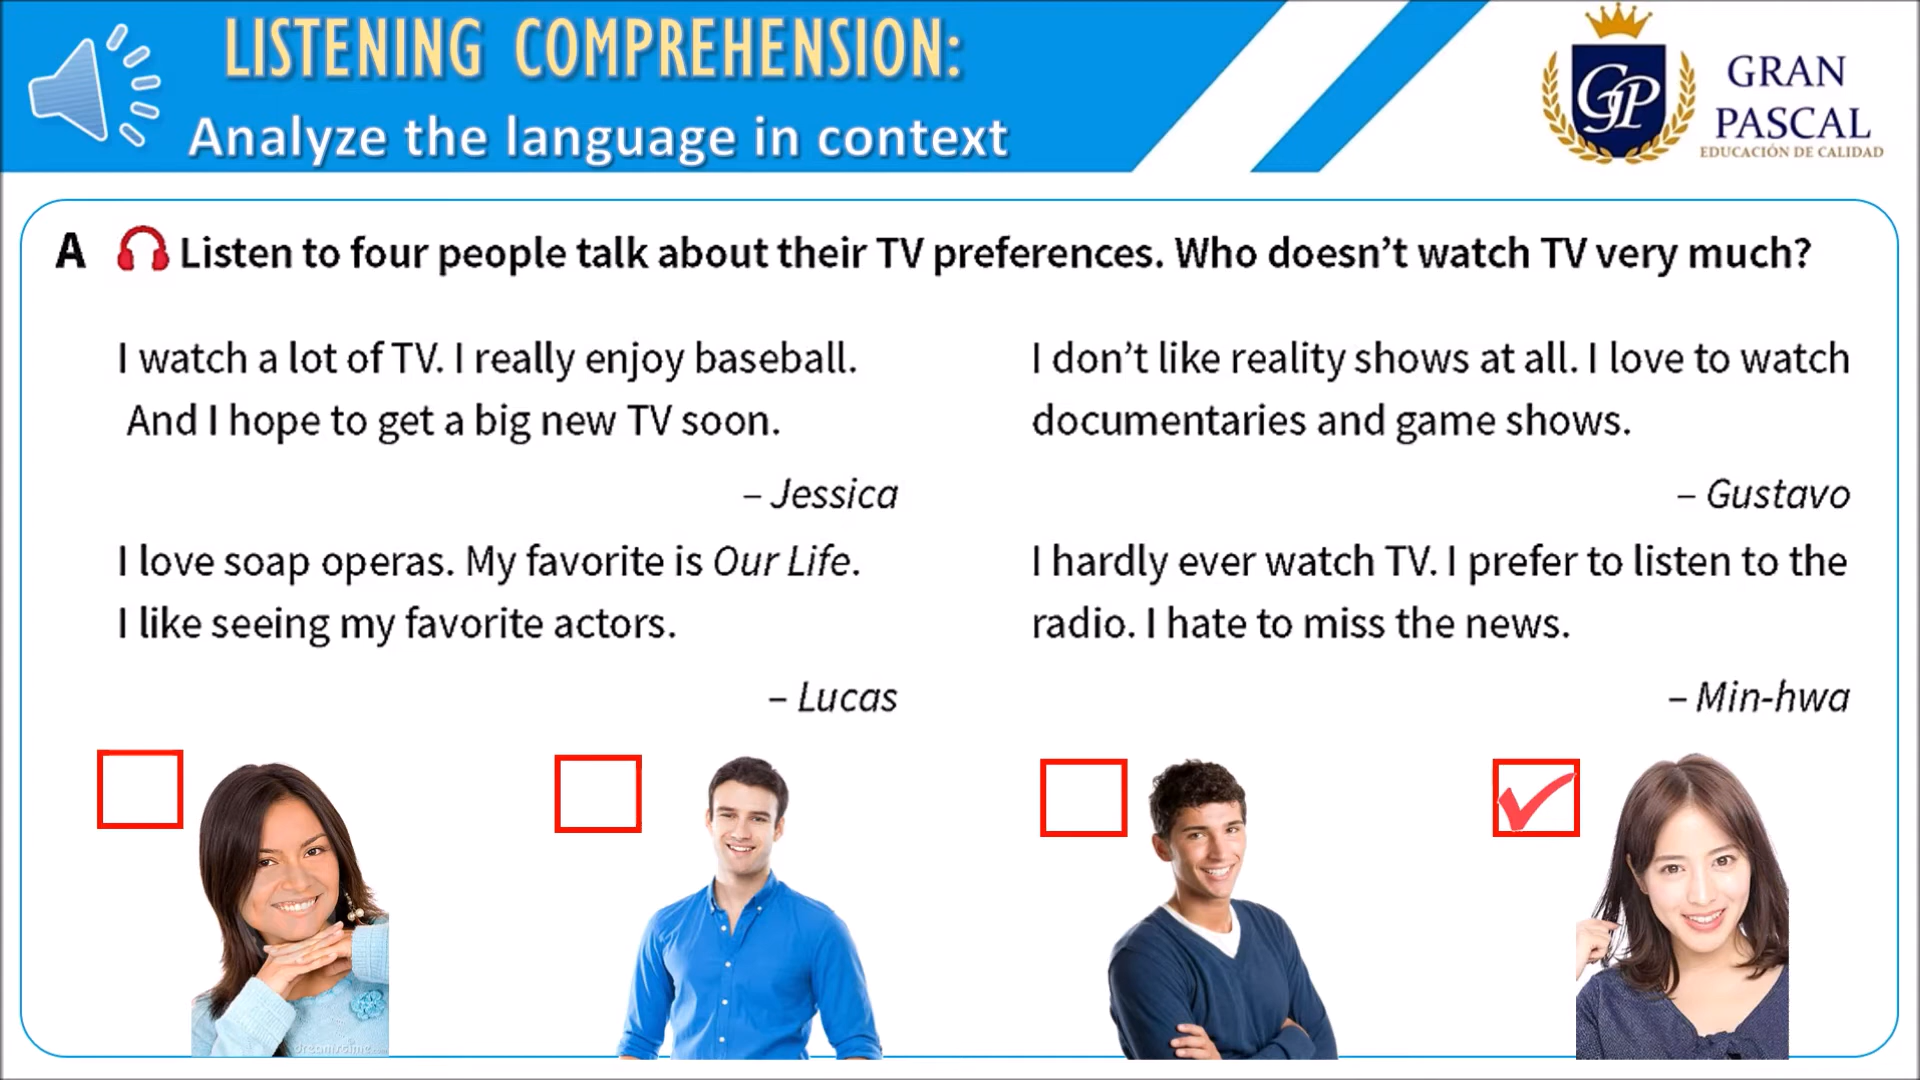 LISTENING COMPREHENSION:
Analyze the language in context
GP
GRAN
PASCAL
EDUCACIÓN DE CALIDAD
A Listen to four people talk about their TV preferences. Who doesn't watch TV very much?
I watch a lot of TV. I really enjoy baseball.
And I hope to get a big new TV soon.
– Jessica
I don't like reality shows at all. I love to watch
documentaries and game shows.
– Gustavo
I love soap operas. My favorite is Our Life.
I like seeing my favorite actors.
– Lucas
I hardly ever watch TV. I prefer to listen to the
radio. I hate to miss the news.
– Min-hwa
dreamstime